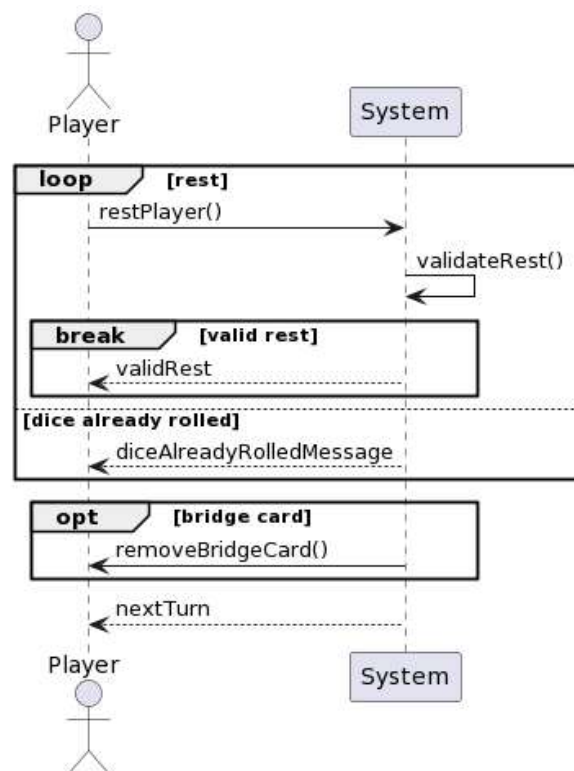 Player
System
loop [rest]
restPlayer()
validateRest()
break [valid rest]
validRest
[dice already rolled]
diceAlreadyRolledMessage
opt [bridge card]
removeBridgeCard()
nextTurn
Player
System